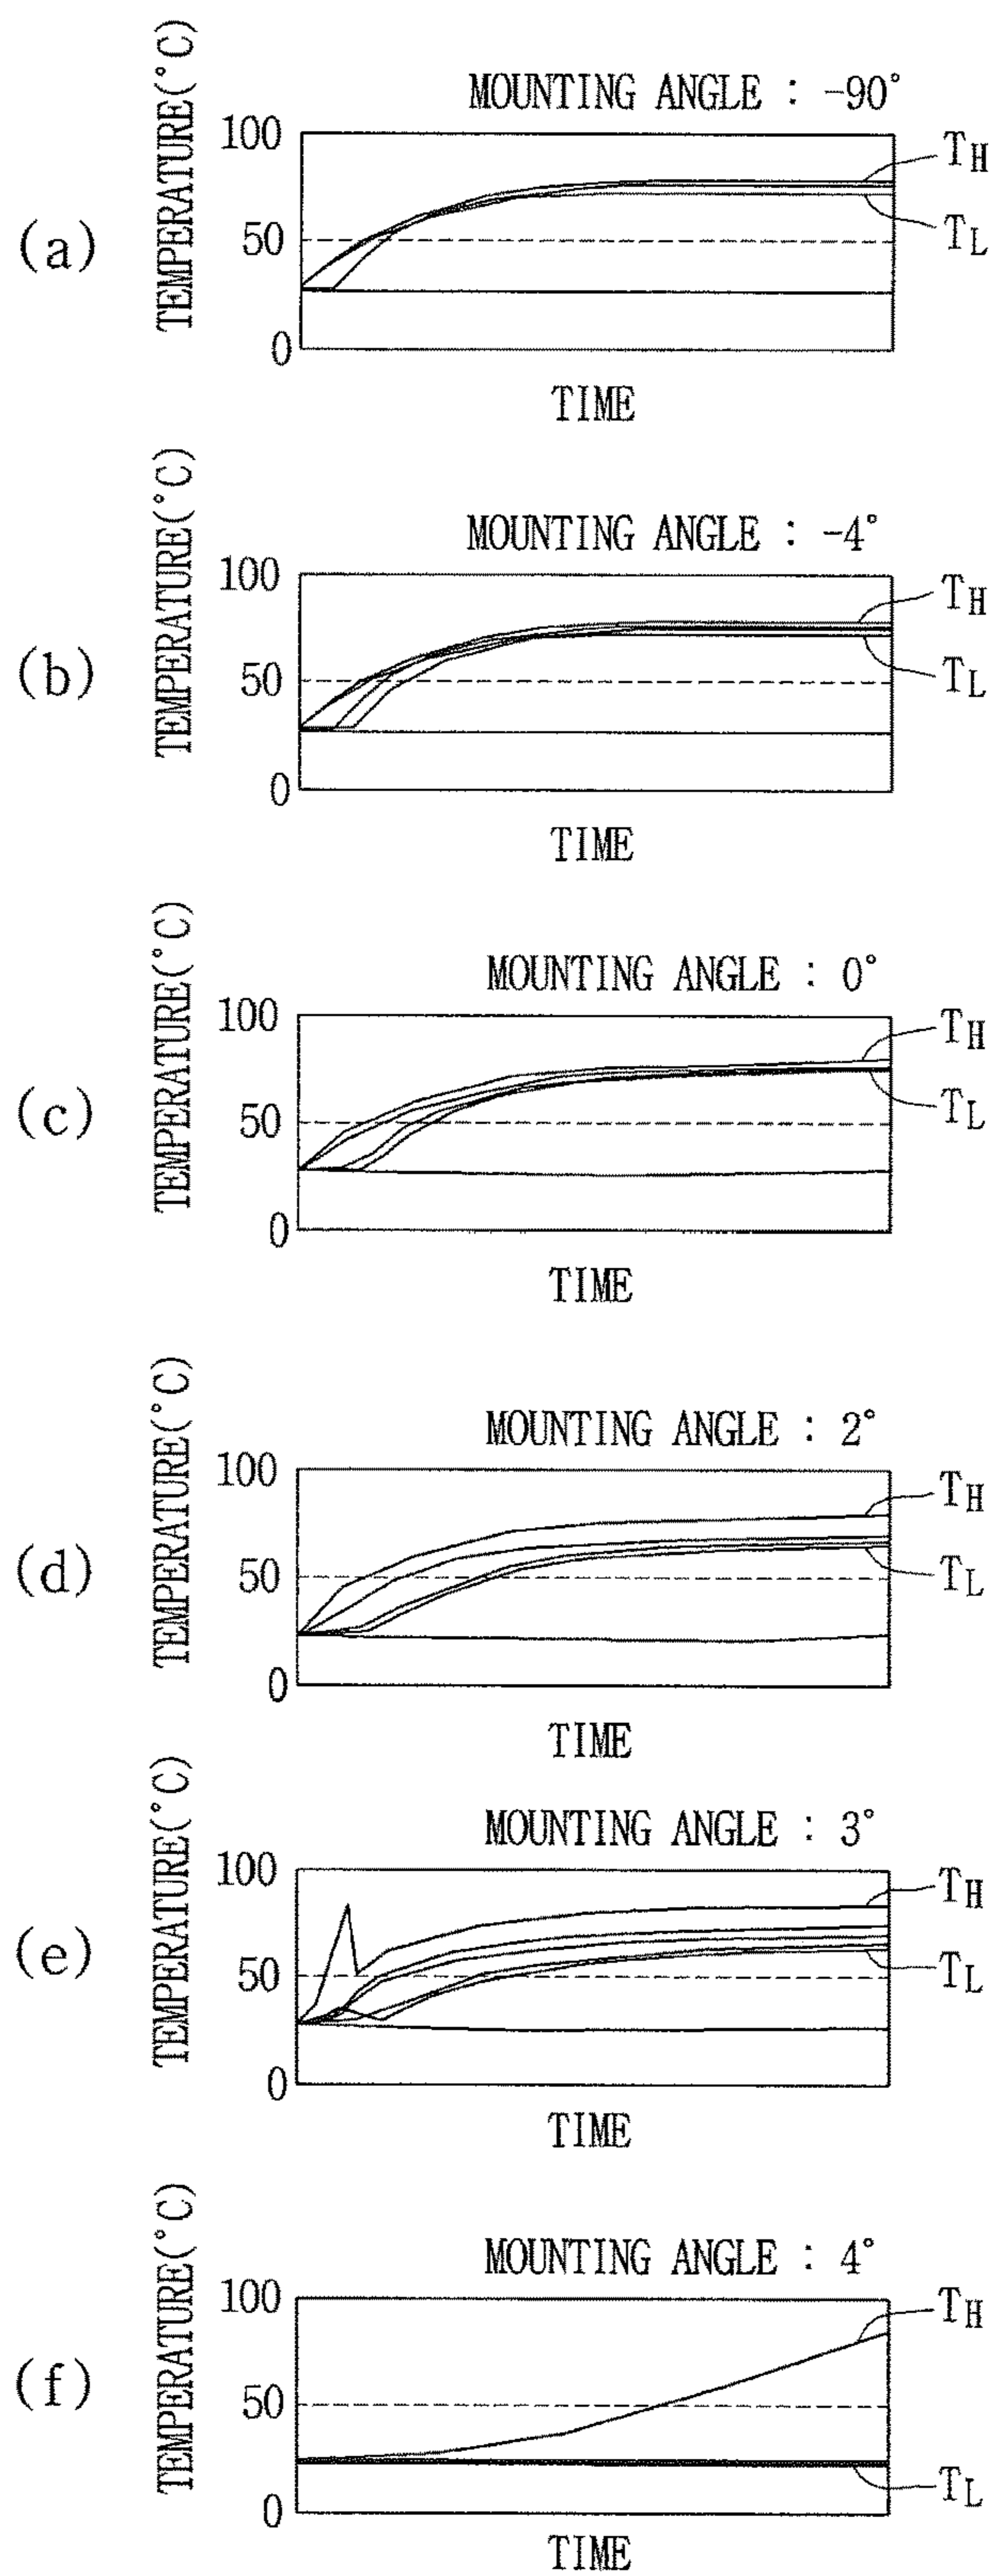 MOUNTING ANGLE : -90°
(a)
TEMPERATURE(°C)
100
50
0
TH
TL
TIME
MOUNTING ANGLE : -4°
(b)
TEMPERATURE(°C)
100
50
0
TH
TL
TIME
MOUNTING ANGLE : 0°
(c)
TEMPERATURE(°C)
100
50
0
TH
TL
TIME
MOUNTING ANGLE : 2°
(d)
TEMPERATURE(°C)
100
50
0
TH
TL
TIME
MOUNTING ANGLE : 3°
(e)
TEMPERATURE(°C)
100
50
0
TH
TL
TIME
MOUNTING ANGLE : 4°
(f)
TEMPERATURE(°C)
100
50
0
TH
TL
TIME